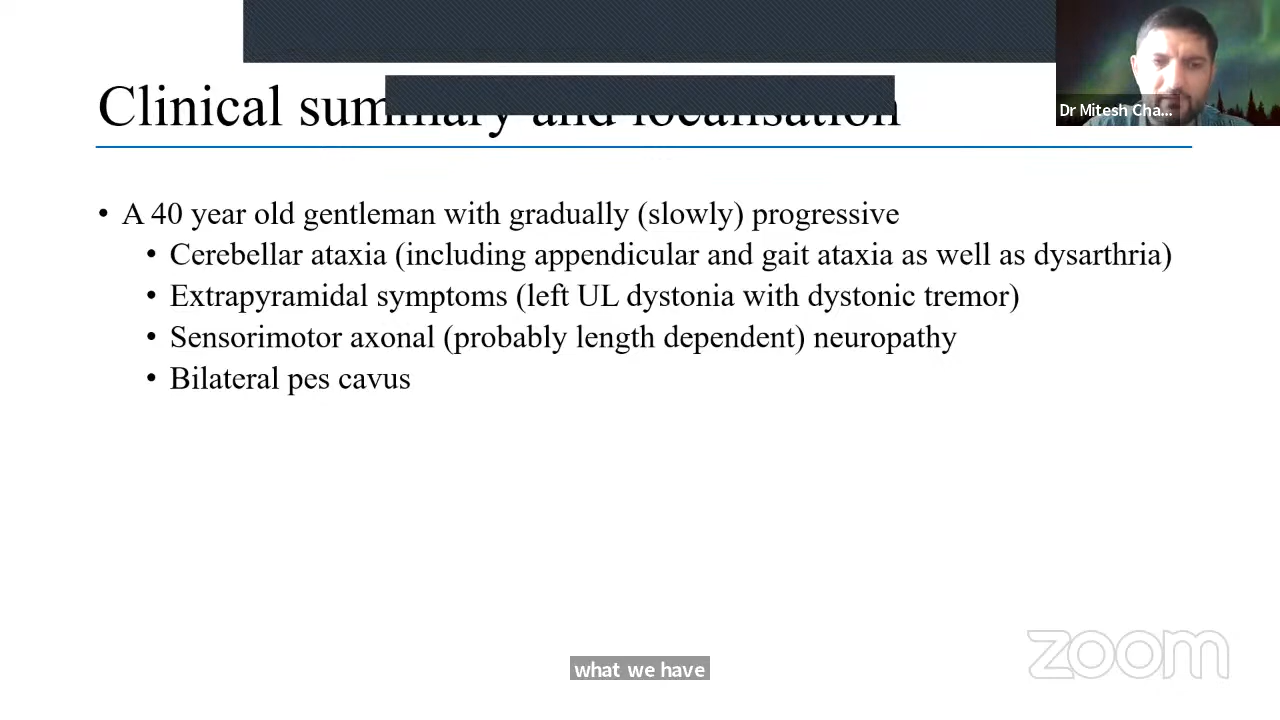 Clinical summary and localisation
Dr Mitesh Cha...
• A 40 year old gentleman with gradually (slowly) progressive
• Cerebellar ataxia (including appendicular and gait ataxia as well as dysarthria)
• Extrapyramidal symptoms (left UL dystonia with dystonic tremor)
• Sensorimotor axonal (probably length dependent) neuropathy
• Bilateral pes cavus
zoom
what we have